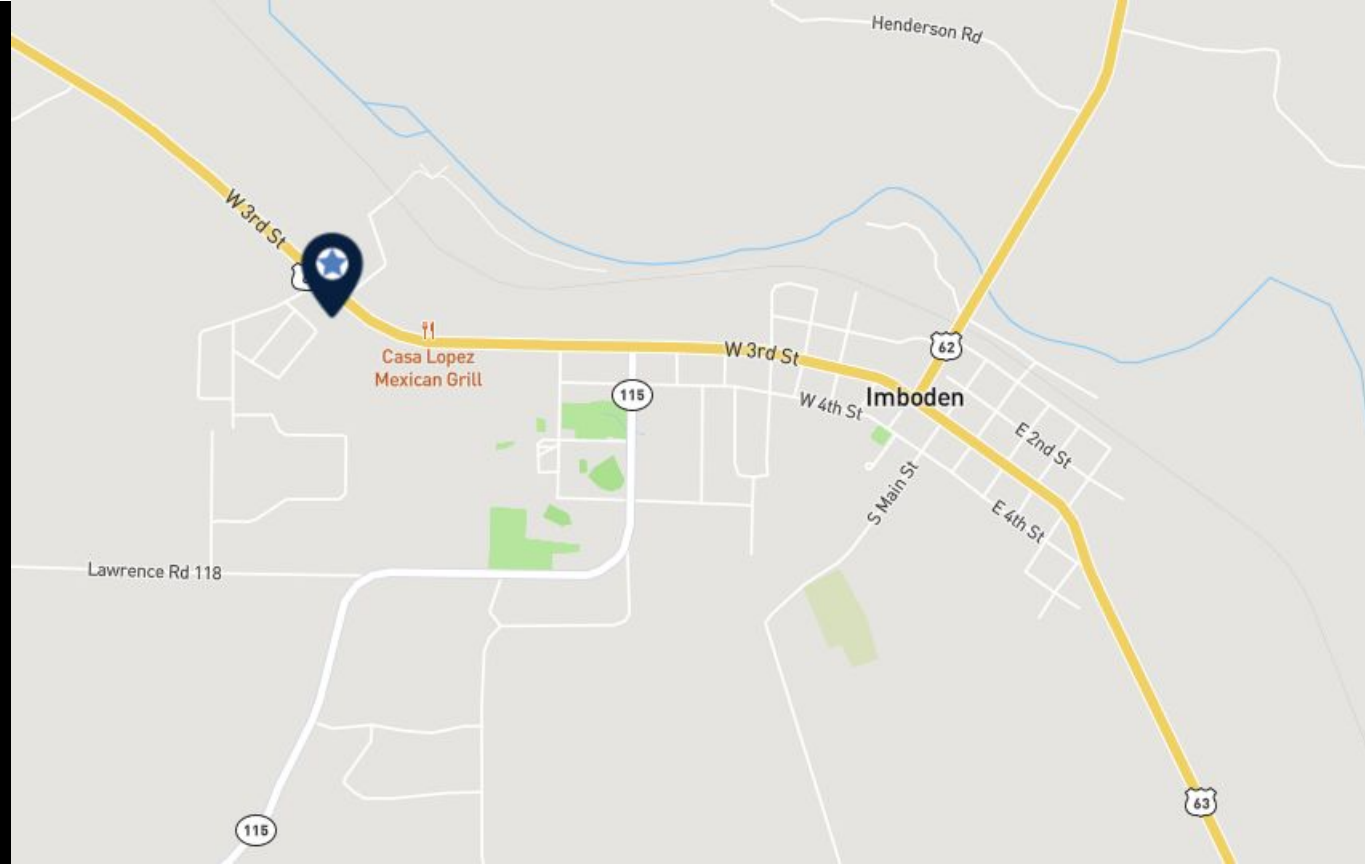 Henderson Rd
W 3rd St
Casa Lopez
Mexican Grill
W 3rd St
62
115
Imboden
W 4th St
E 2nd St
S Main St
E 4th St
Lawrence Rd 118
63
115